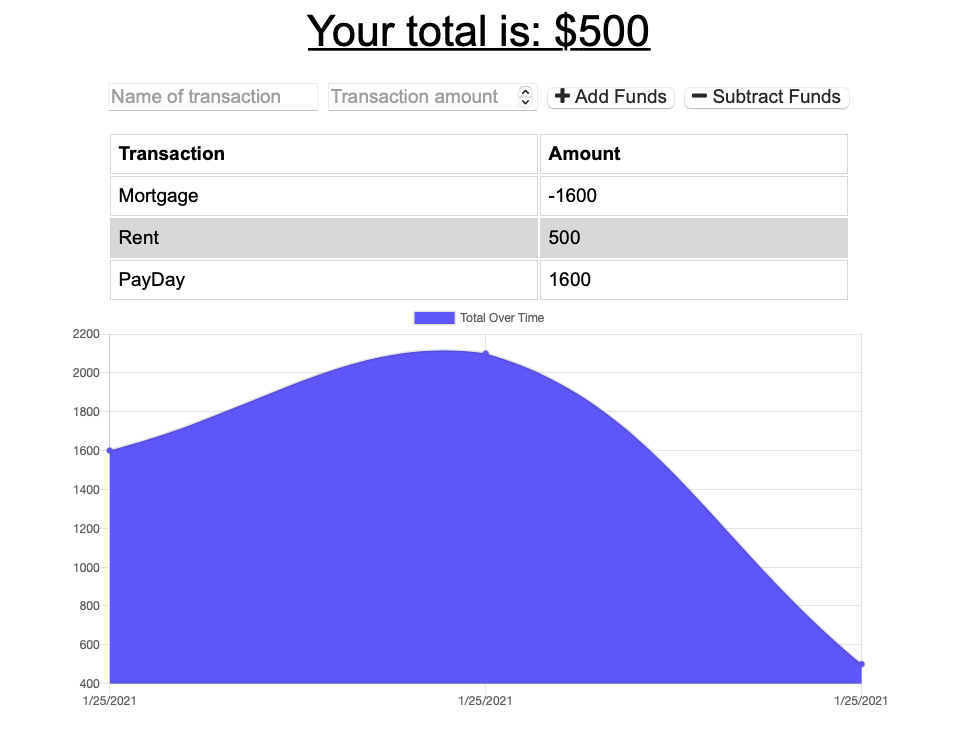 Your total is: $500
Name of transaction Transaction amount Add Funds Subtract Funds
Transaction Amount
Mortgage -1600
Rent 500
PayDay 1600
Total Over Time
2200
2000
1800
1600
1400
1200
1000
800
600
400
1/25/2021 1/25/2021 1/25/2021